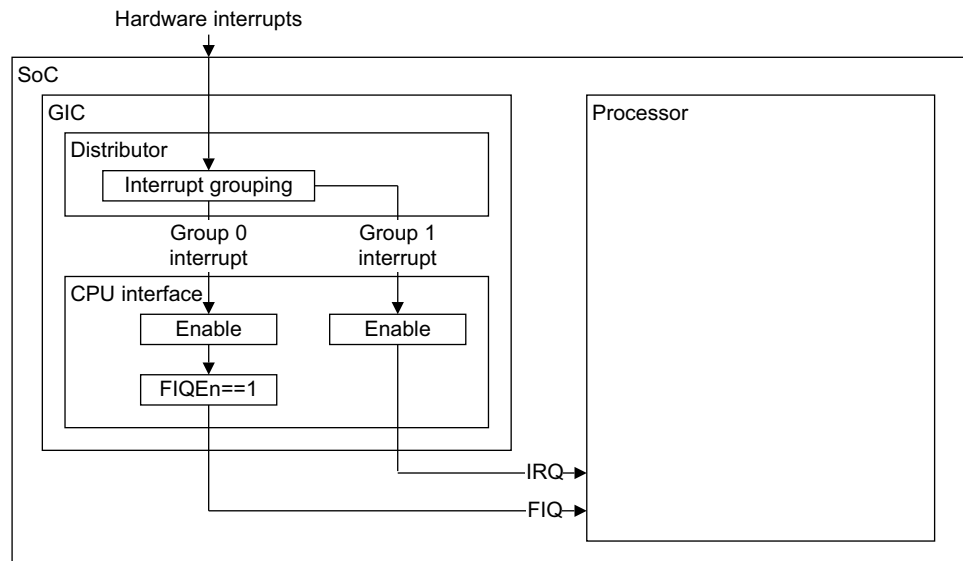 Hardware interrupts
SoC
GIC
Processor
Distributor
Interrupt grouping
Group 0
interrupt
Group 1
interrupt
CPU interface
Enable
Enable
FIQEn==1
IRQ
FIQ